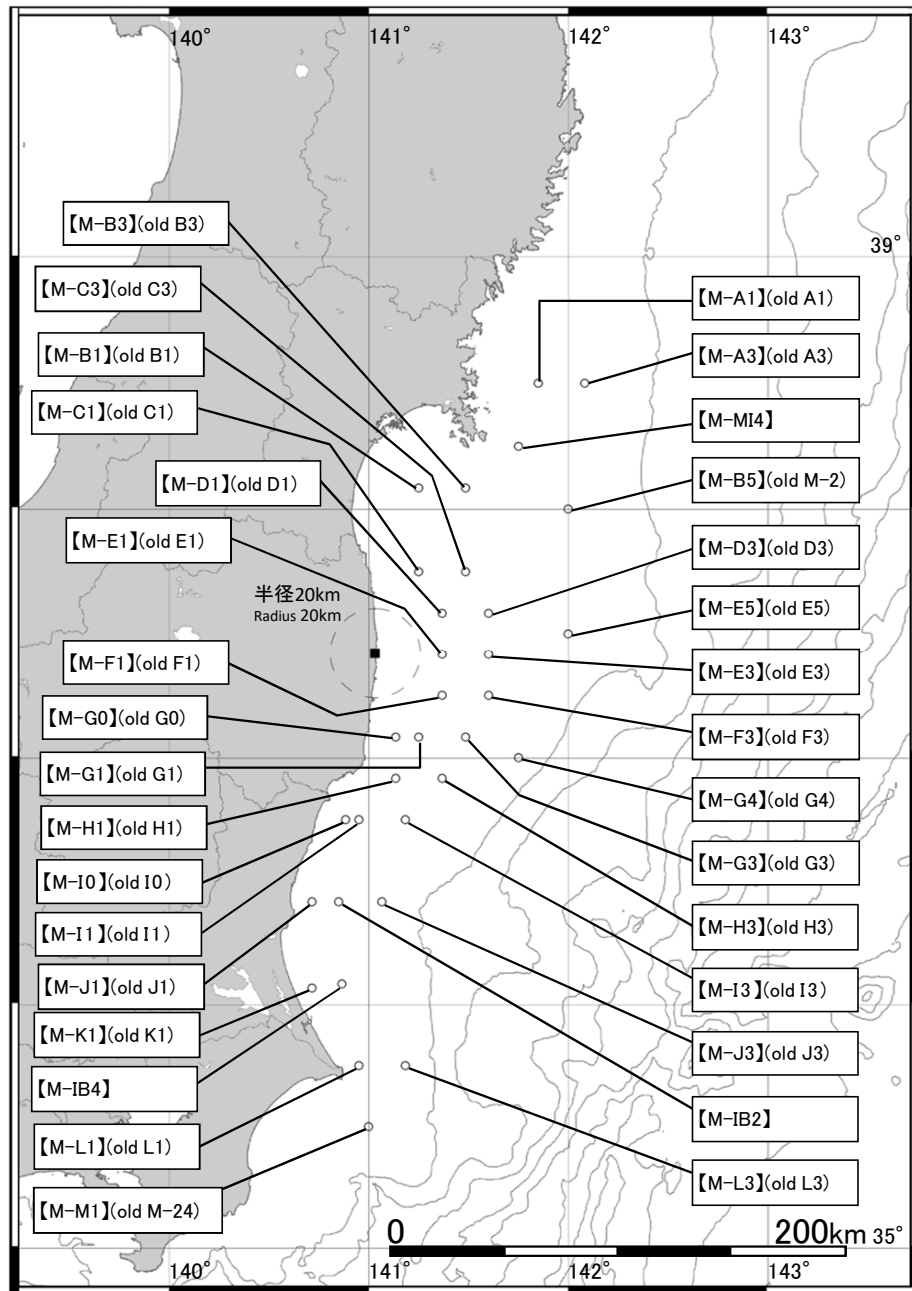 140°
141°
142°
143°
39°
【M-B3】(old B3)
【M-C3】(old C3)
【M-B1】(old B1)
【M-C1】(old C1)
【M-D1】(old D1)
【M-E1】(old E1)
半径20km
Radius 20km
【M-F1】(old F1)
【M-G0】(old G0)
【M-G1】(old G1)
【M-H1】(old H1)
【M-I0】(old I0)
【M-I1】(old I1)
【M-J1】(old J1)
【M-K1】(old K1)
【M-IB4】
【M-L1】(old L1)
【M-M1】(old M-24)
【M-A1】(old A1)
【M-A3】(old A3)
【M-MI4】
【M-B5】(old M-2)
【M-D3】(old D3)
【M-E5】(old E5)
【M-E3】(old E3)
【M-F3】(old F3)
【M-G4】(old G4)
【M-G3】(old G3)
【M-H3】(old H3)
【M-I3】(old I3)
【M-J3】(old J3)
【M-IB2】
【M-L3】(old L3)
0
200km
35°
140°
141°
142°
143°